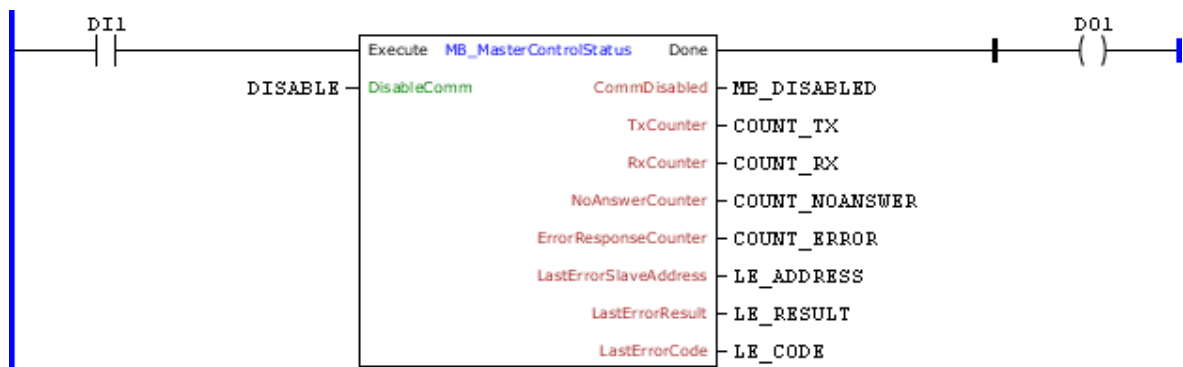 DI1 DO1
Execute MB_MasterControlStatus Done
DISABLE DisableComm CommDisabled MB_DISABLED
TxCounter COUNT_TX
RxCounter COUNT_RX
NoAnswerCounter COUNT_NOANSWER
ErrorResponseCounter COUNT_ERROR
LastErrorSlaveAddress LE_ADDRESS
LastErrorResult LE_RESULT
LastErrorCode LE_CODE